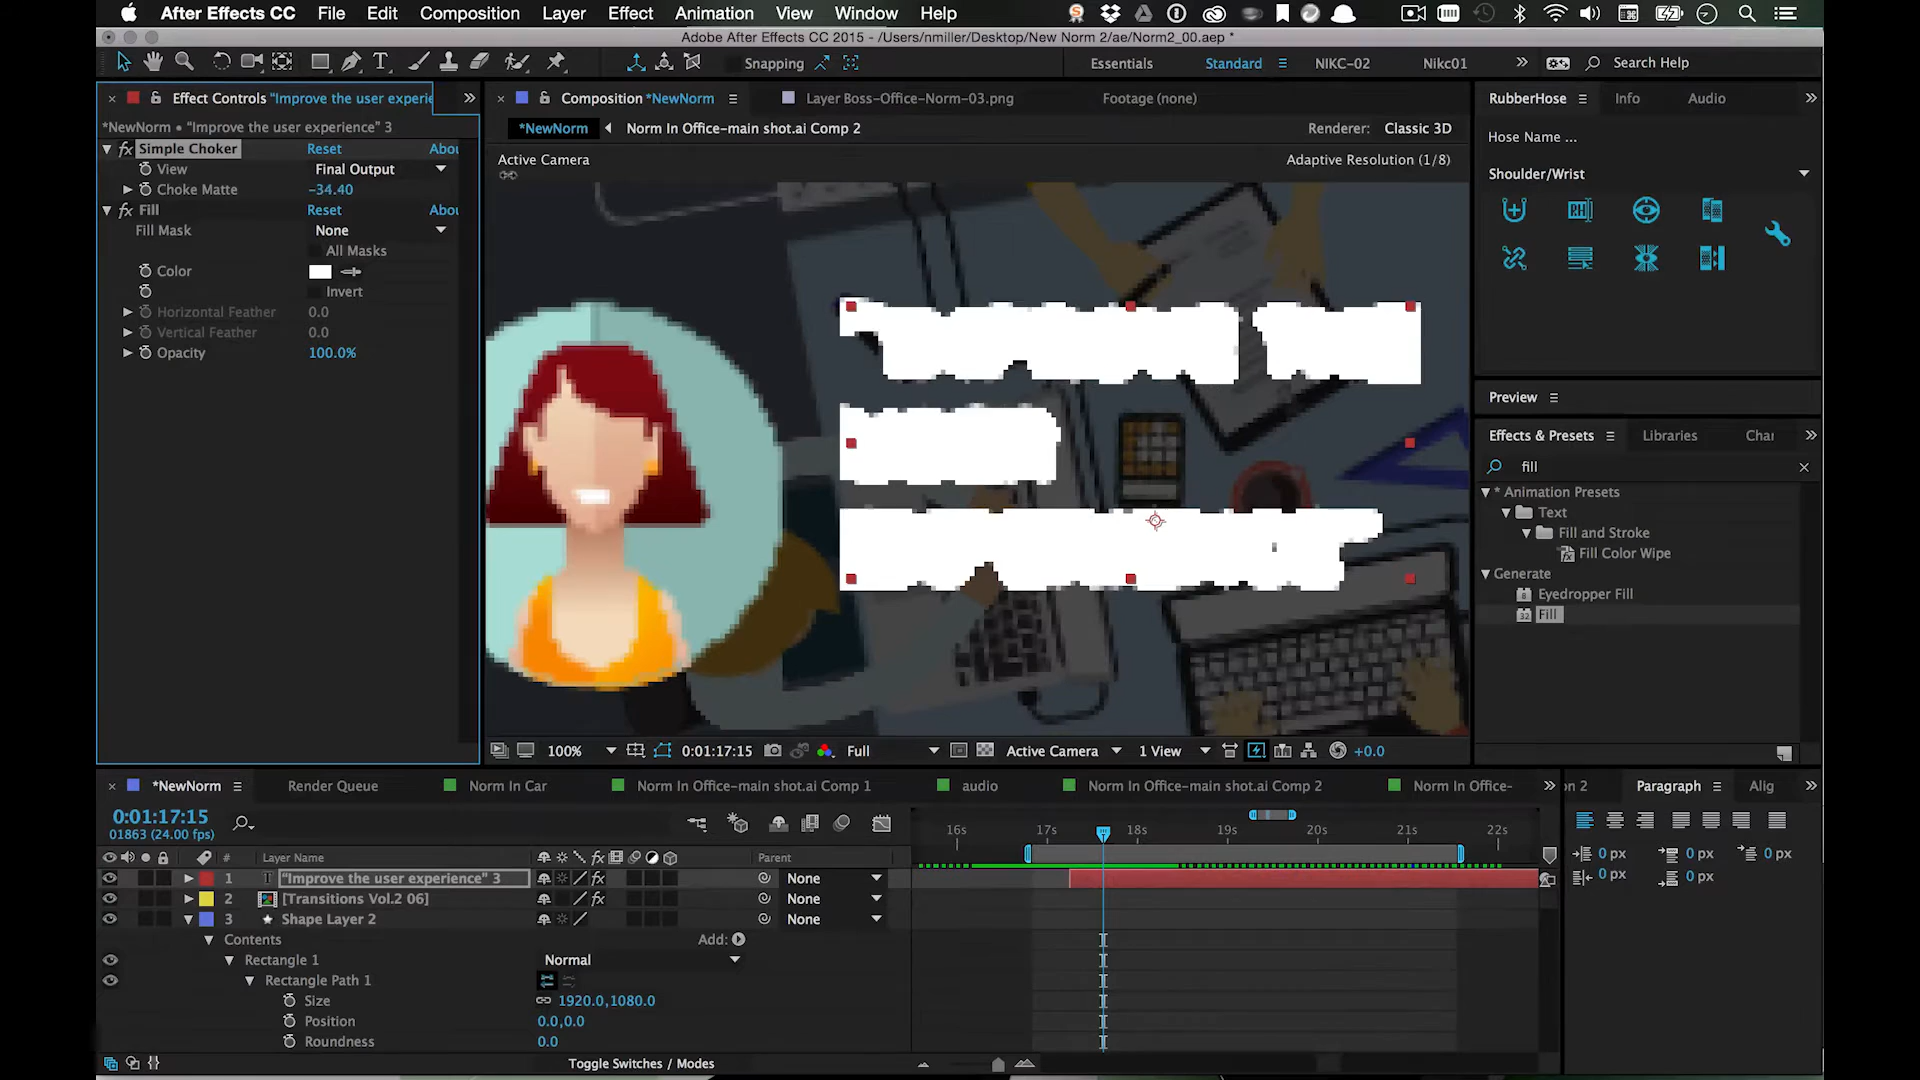 After Effects CC File Edit Composition Layer Effect Animation View Window Help
Adobe After Effects CC 2015 - /Users/nmiller/Desktop/New Norm 2/ae/Norm2_00.aep *
Snapping Essentials Standard NIKC-02 Nikc01 Search Help
Effect Controls "Improve the user experie
Composition *NewNorm
Layer Boss-Office-Norm-03.png
Footage (none)
RubberHose Info Audio
*NewNorm • "Improve the user experience" 3
*NewNorm Norm In Office-main shot.ai Comp 2
Renderer: Classic 3D
Hose Name ...
fx Simple Choker Reset Abou
Active Camera
Adaptive Resolution (1/8)
View Final Output
Shoulder/Wrist
Choke Matte -34.40
fx Fill Reset Abou
Fill Mask None
All Masks
Color
Invert
Horizontal Feather 0.0
Vertical Feather 0.0
Opacity 100.0%
Preview
Effects & Presets Libraries Cha
fill
* Animation Presets
Text
Fill and Stroke
Fill Color Wipe
Generate
Eyedropper Fill
Fill
100% 0:01:17:15 Full Active Camera 1 View +0.0
*NewNorm Render Queue Norm In Car Norm In Office-main shot.ai Comp 1 audio Norm In Office-main shot.ai Comp 2 Norm In Office-
on 2 Paragraph Alig
0:01:17:15
01863 (24.00 fps)
16s 17s 18s 19s 20s 21s 22s
# Layer Name Parent
0 px 0 px 0 px
0 px 0 px
1 T "Improve the user experience" 3 None
2 [Transitions Vol.2 06] None
3 Shape Layer 2 None
Contents Add:
Rectangle 1 Normal
Rectangle Path 1
Size 1920.0,1080.0
Position 0.0,0.0
Roundness 0.0
Toggle Switches / Modes